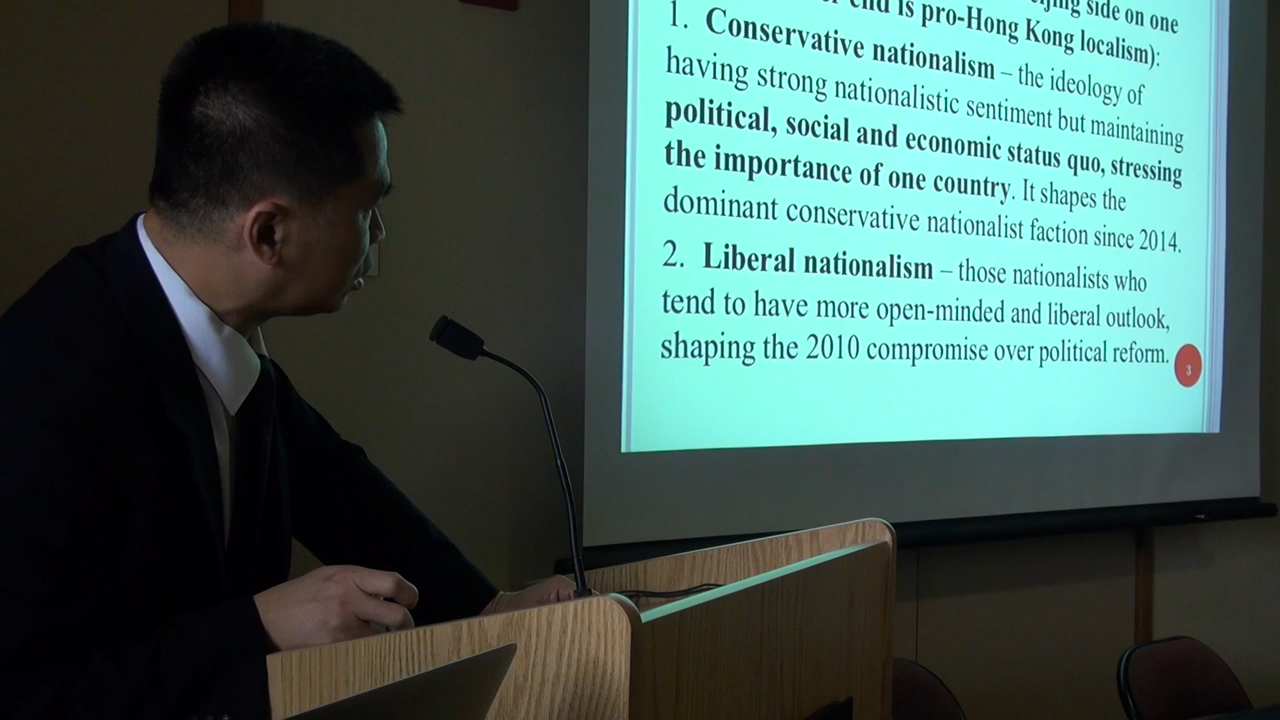 side on one
end is pro-Hong Kong localism):
1. Conservative nationalism – the ideology of
having strong nationalistic sentiment but maintaining
political, social and economic status quo, stressing
the importance of one country. It shapes the
dominant conservative nationalist faction since 2014.
2. Liberal nationalism – those nationalists who
tend to have more open-minded and liberal outlook,
shaping the 2010 compromise over political reform.
3